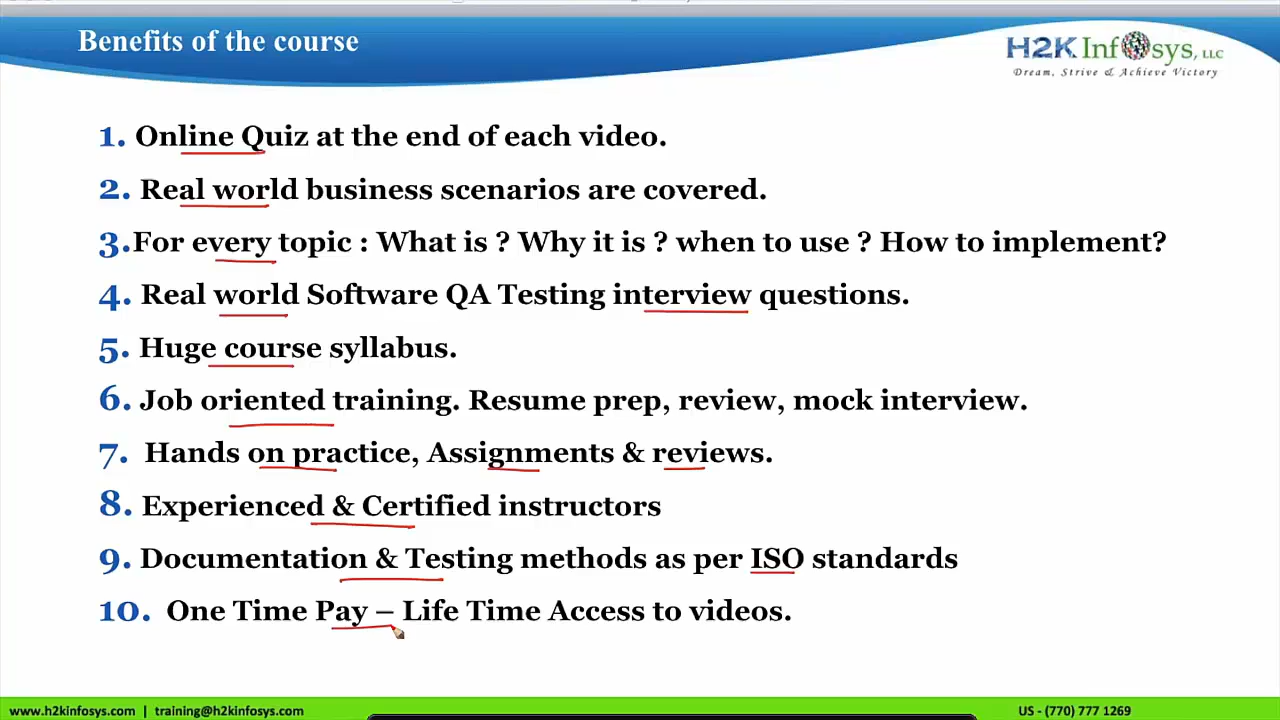 Benefits of the course
H2K Infosys, LLC
Dream, Strive & Achieve Victory
1. Online Quiz at the end of each video.
2. Real world business scenarios are covered.
3.For every topic : What is ? Why it is ? when to use ? How to implement?
4. Real world Software QA Testing interview questions.
5. Huge course syllabus.
6. Job oriented training. Resume prep, review, mock interview.
7. Hands on practice, Assignments & reviews.
8. Experienced & Certified instructors
9. Documentation & Testing methods as per ISO standards
10. One Time Pay – Life Time Access to videos.
www.h2kinfosys.com | training@h2kinfosys.com US - (770) 777 1269